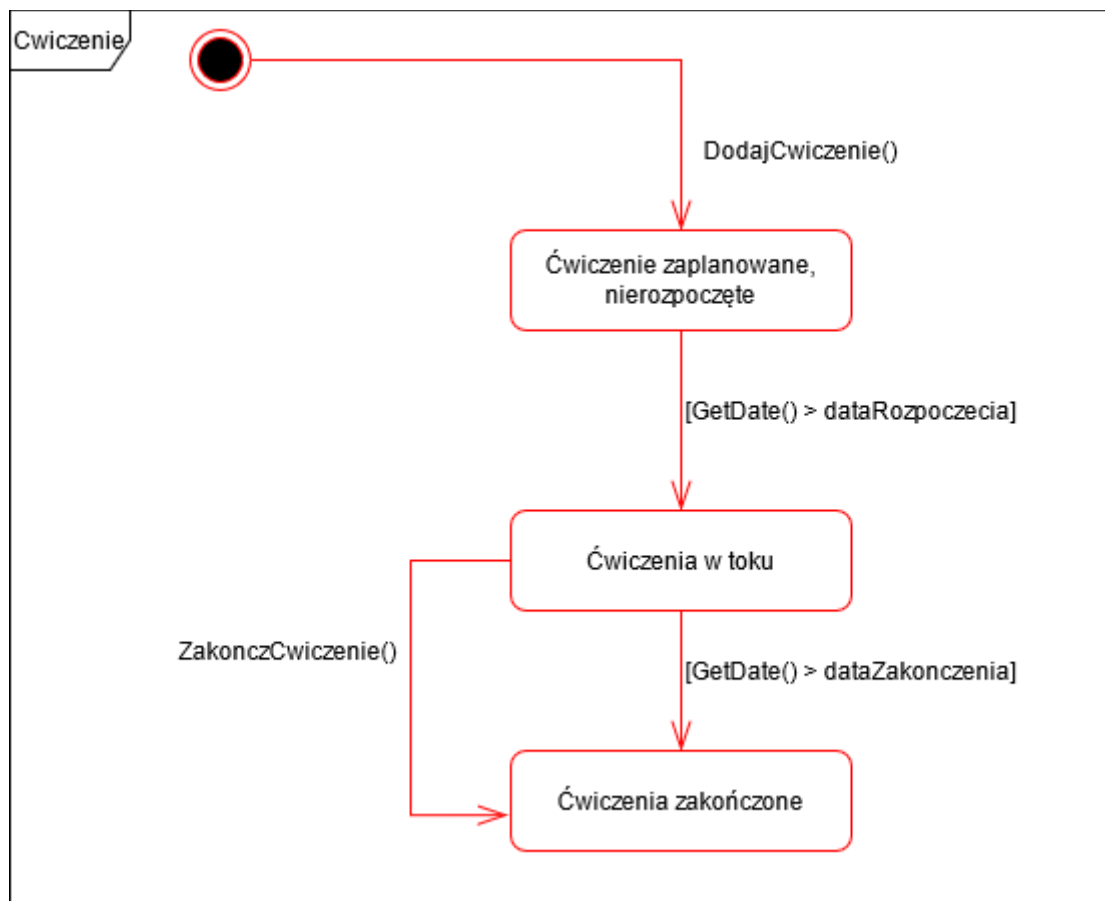 Cwiczenie
DodajCwiczenie()
Ćwiczenie zaplanowane,
nierozpoczęte
[GetDate() > dataRozpoczecia]
Ćwiczenia w toku
ZakonczCwiczenie()
[GetDate() > dataZakonczenia]
Ćwiczenia zakończone